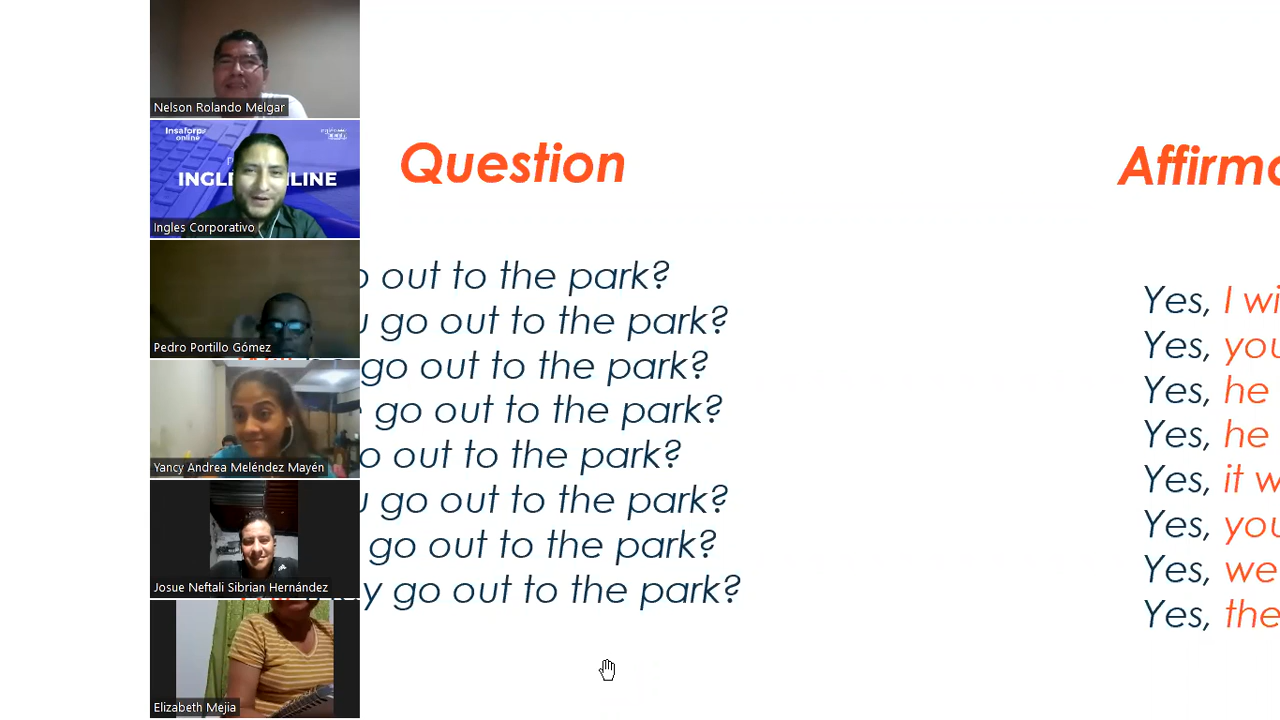 Nelson Rolando Melgar
Insaforp
online
INGL
LINE
Ingles Corporativo
Pedro Portillo Gómez
Yancy Andrea Meléndez Mayén
Josue Neftali Sibrian Hernández
Elizabeth Mejia
Question
out to the park?
go out to the park?
go out to the park?
go out to the park?
out to the park?
go out to the park?
go out to the park?
go out to the park?
Affirma
Yes, I wi
Yes, you
Yes, he
Yes, he
Yes, it w
Yes, you
Yes, we
Yes, the